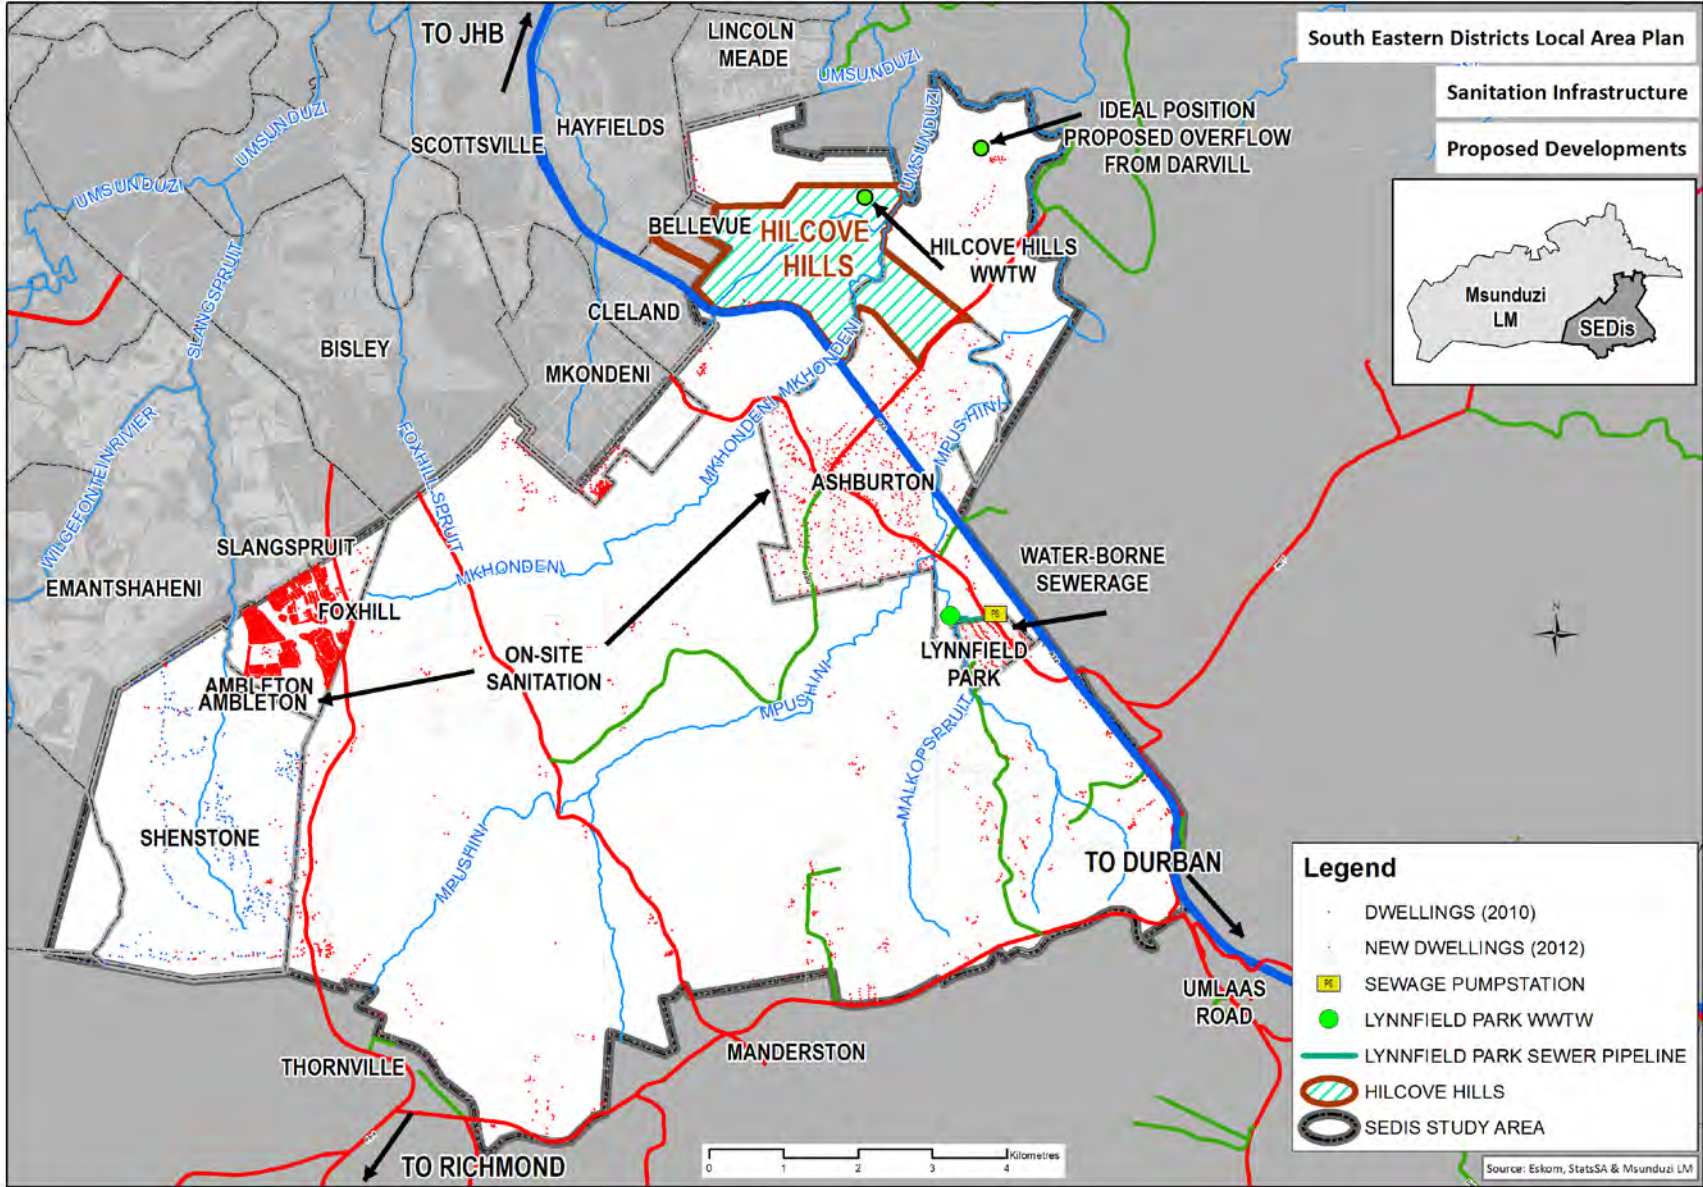 South Eastern Districts Local Area Plan
Sanitation Infrastructure
Proposed Developments
TO JHB
LINCOLN
MEADE
UMSUNDUZI
UMSUNDUZI
UMSUNDUZI
UMSUNDUZI
SCOTTSVILLE
HAYFIELDS
IDEAL POSITION
PROPOSED OVERFLOW
FROM DARVILL
BELLEVUE
HILCOVE
HILLS
HILCOVE HILLS
WWTW
Msunduzi
LM
SEDis
SLANGSPRUIT
CLELAND
BISLEY
MKONDENI
MKHONDENI
MKHONDENI
MPUSHINI
WILGEFONTEINRIVIER
FOXHILL SPRUIT
ASHBURTON
SLANGSPRUIT
MKHONDENI
EMANTSHAHENI
FOXHILL
WATER-BORNE
SEWERAGE
PS
ON-SITE
SANITATION
LYNNFIELD
PARK
AMBLETON
AMBLETON
MPUSHINI
MALKOPSPRUIT
SHENSTONE
MPUSHINI
TO DURBAN
UMLAAS
ROAD
THORNVILLE
MANDERSTON
TO RICHMOND
N
Legend
DWELLINGS (2010)
NEW DWELLINGS (2012)
PS SEWAGE PUMPSTATION
LYNNFIELD PARK WWTW
LYNNFIELD PARK SEWER PIPELINE
HILCOVE HILLS
SEDIS STUDY AREA
Kilometres
0 1 2 3 4
Source: Eskom, StatsSA & Msunduzi LM